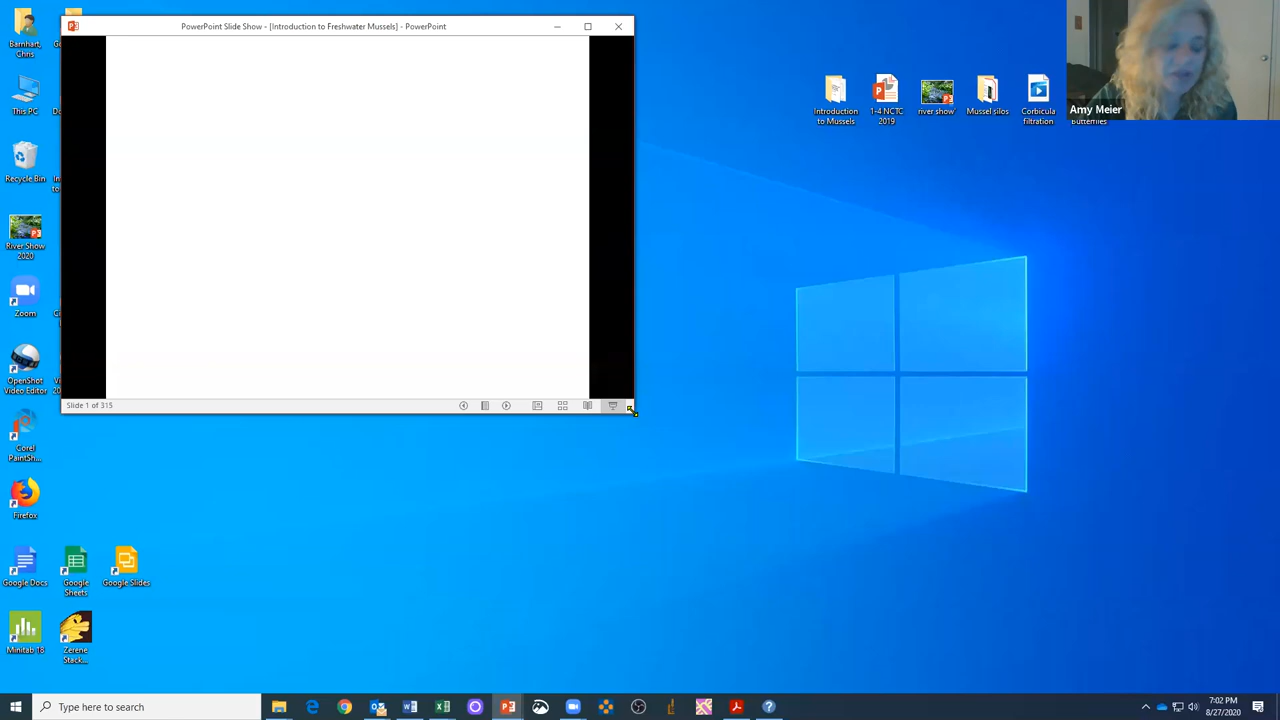 PowerPoint Slide Show - [Introduction to Freshwater Mussels] - PowerPoint
Slide 1 of 315
Barnhart,
Chris
This PC
Recycle Bin
River Show
2020
Zoom
OpenShot
Video Editor
Corel
PaintSh...
Firefox
Google Docs
Google
Sheets
Google Slides
Minitab 18
Zerene
Stack...
Introduction
to Mussels
1-4 NCTC
2019
river show'
Mussel silos
Corbicula
filtration
Butterflies
Amy Meier
Type here to search
7:02 PM
8/27/2020